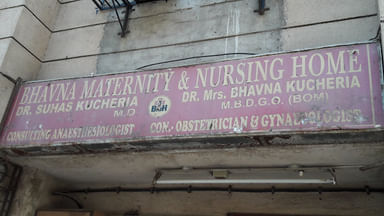 BHAVNA MATERNITY & NURSING HOME
DR. SUHAS KUCHERIA
M.D
CONSULTING ANAESTHESIOLOGIST
B&H
DR. Mrs. BHAVNA KUCHERIA
M.B.D.G.O. (BOM)
CON. OBSTETRICIAN & GYNAECOLOGIST